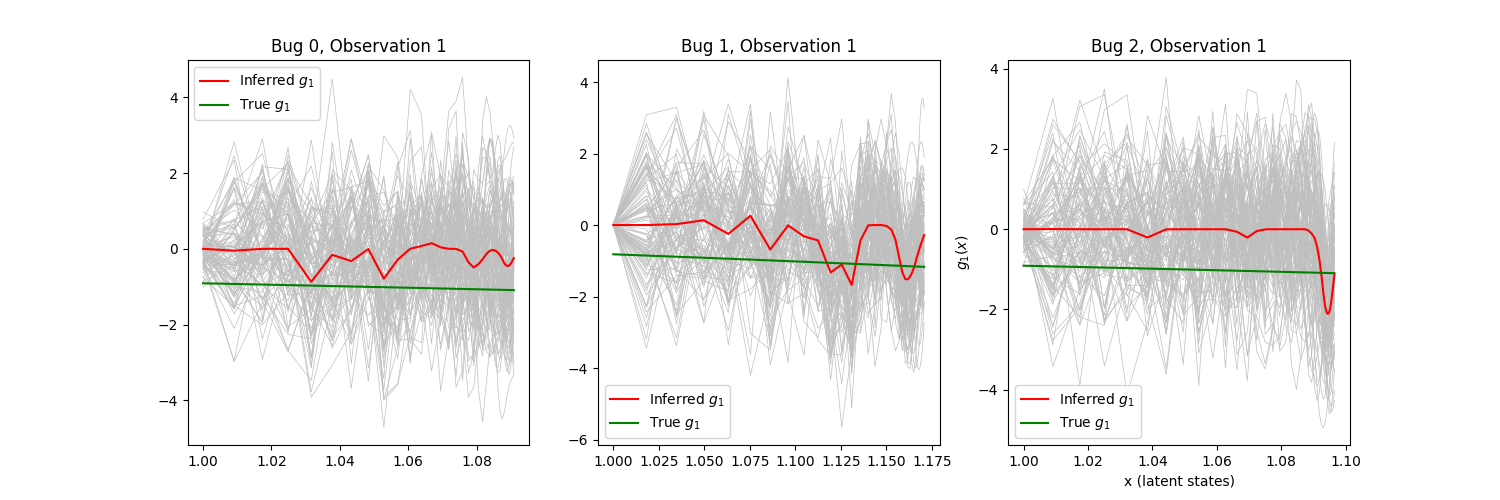 Bug 0, Observation 1
Inferred g₁
True g₁
4
2
0
−2
−4
1.00 1.02 1.04 1.06 1.08
Bug 1, Observation 1
4
2
0
−2
−4
−6
Inferred g₁
True g₁
1.000 1.025 1.050 1.075 1.100 1.125 1.150 1.175
Bug 2, Observation 1
g₁(x)
4
2
0
−2
−4
Inferred g₁
True g₁
1.00 1.02 1.04 1.06 1.08 1.10
x (latent states)